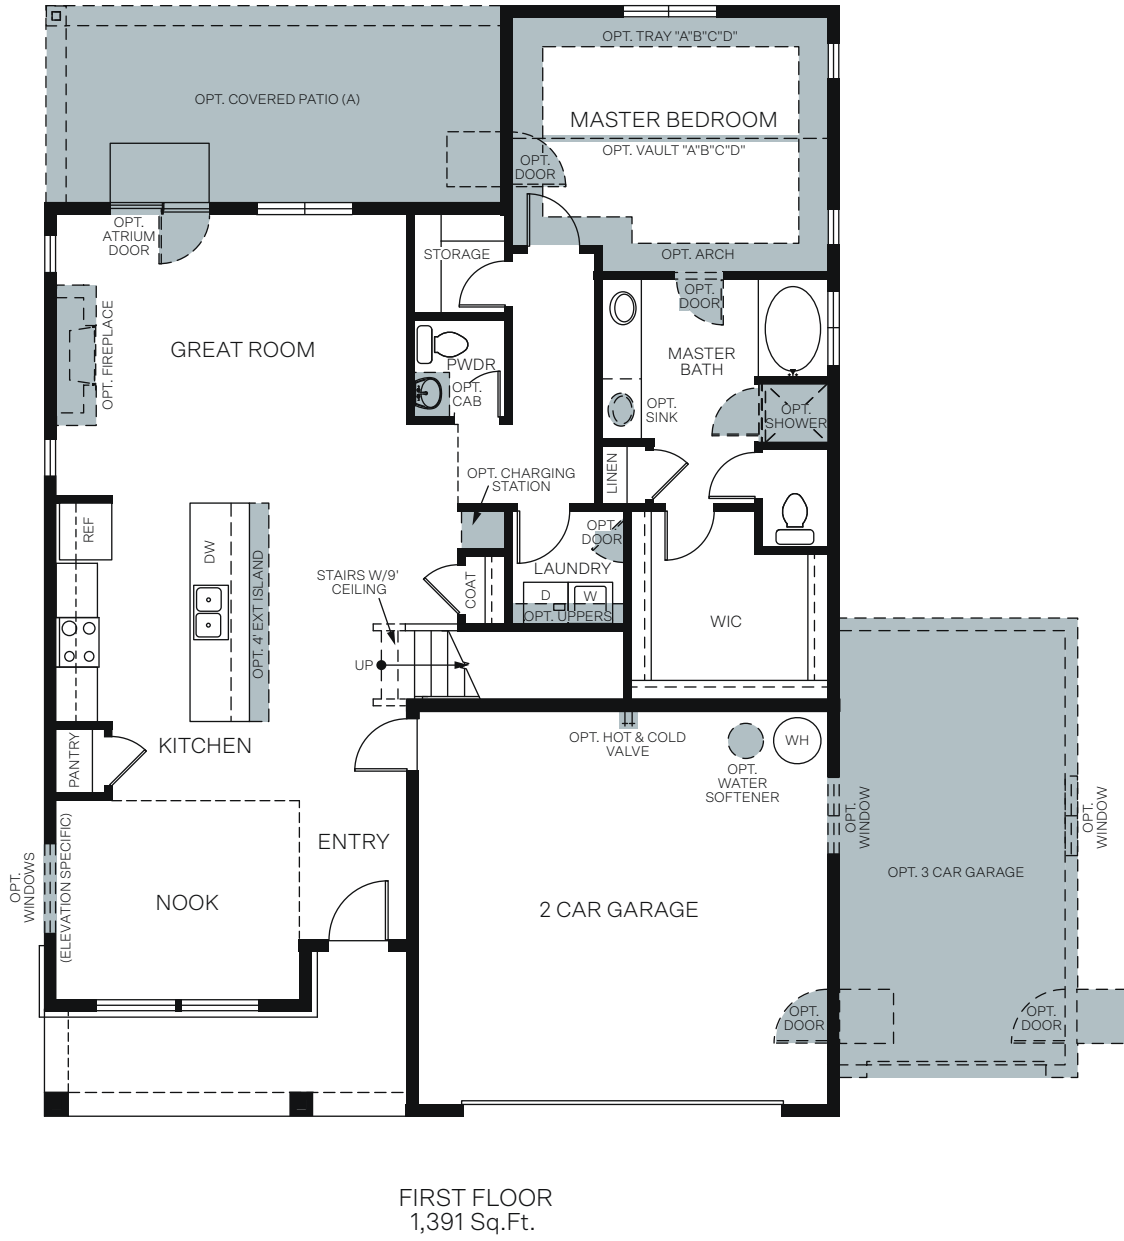 OPT. TRAY "A"B"C"D"
OPT. COVERED PATIO (A)
MASTER BEDROOM
OPT. VAULT "A"B"C"D"
OPT.
DOOR
OPT.
ATRIUM
DOOR
STORAGE
OPT. ARCH
OPT.
DOOR
OPT. FIREPLACE
GREAT ROOM
PWDR
OPT.
CAB
MASTER
BATH
OPT.
SINK
OPT.
SHOWER
LINEN
OPT. CHARGING
STATION
REF
DW
OPT. 4' EXT ISLAND
OPT.
DOOR
LAUNDRY
STAIRS W/9'
CEILING
COAT
D
W
OPT. UPPERS
WIC
UP
PANTRY
KITCHEN
OPT. HOT & COLD
VALVE
WH
OPT.
WATER
SOFTENER
OPT.
WINDOW
OPT.
WINDOW
ENTRY
OPT.
WINDOWS
(ELEVATION SPECIFIC)
NOOK
2 CAR GARAGE
OPT. 3 CAR GARAGE
OPT.
DOOR
OPT.
DOOR
FIRST FLOOR
1,391 Sq.Ft.